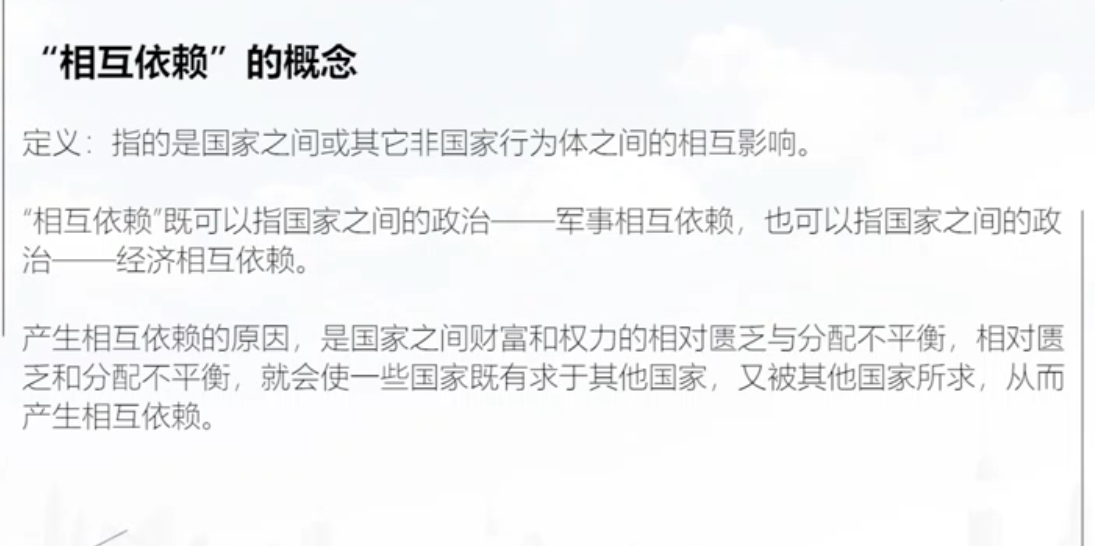 “相互依赖”的概念
定义：指的是国家之间或其它非国家行为体之间的相互影响。
“相互依赖”既可以指国家之间的政治——军事相互依赖，也可以指国家之间的政
治——经济相互依赖。
产生相互依赖的原因，是国家之间财富和权力的相对匮乏与分配不平衡，相对匮
乏和分配不平衡，就会使一些国家既有求于其他国家，又被其他国家所求，从而
产生相互依赖。